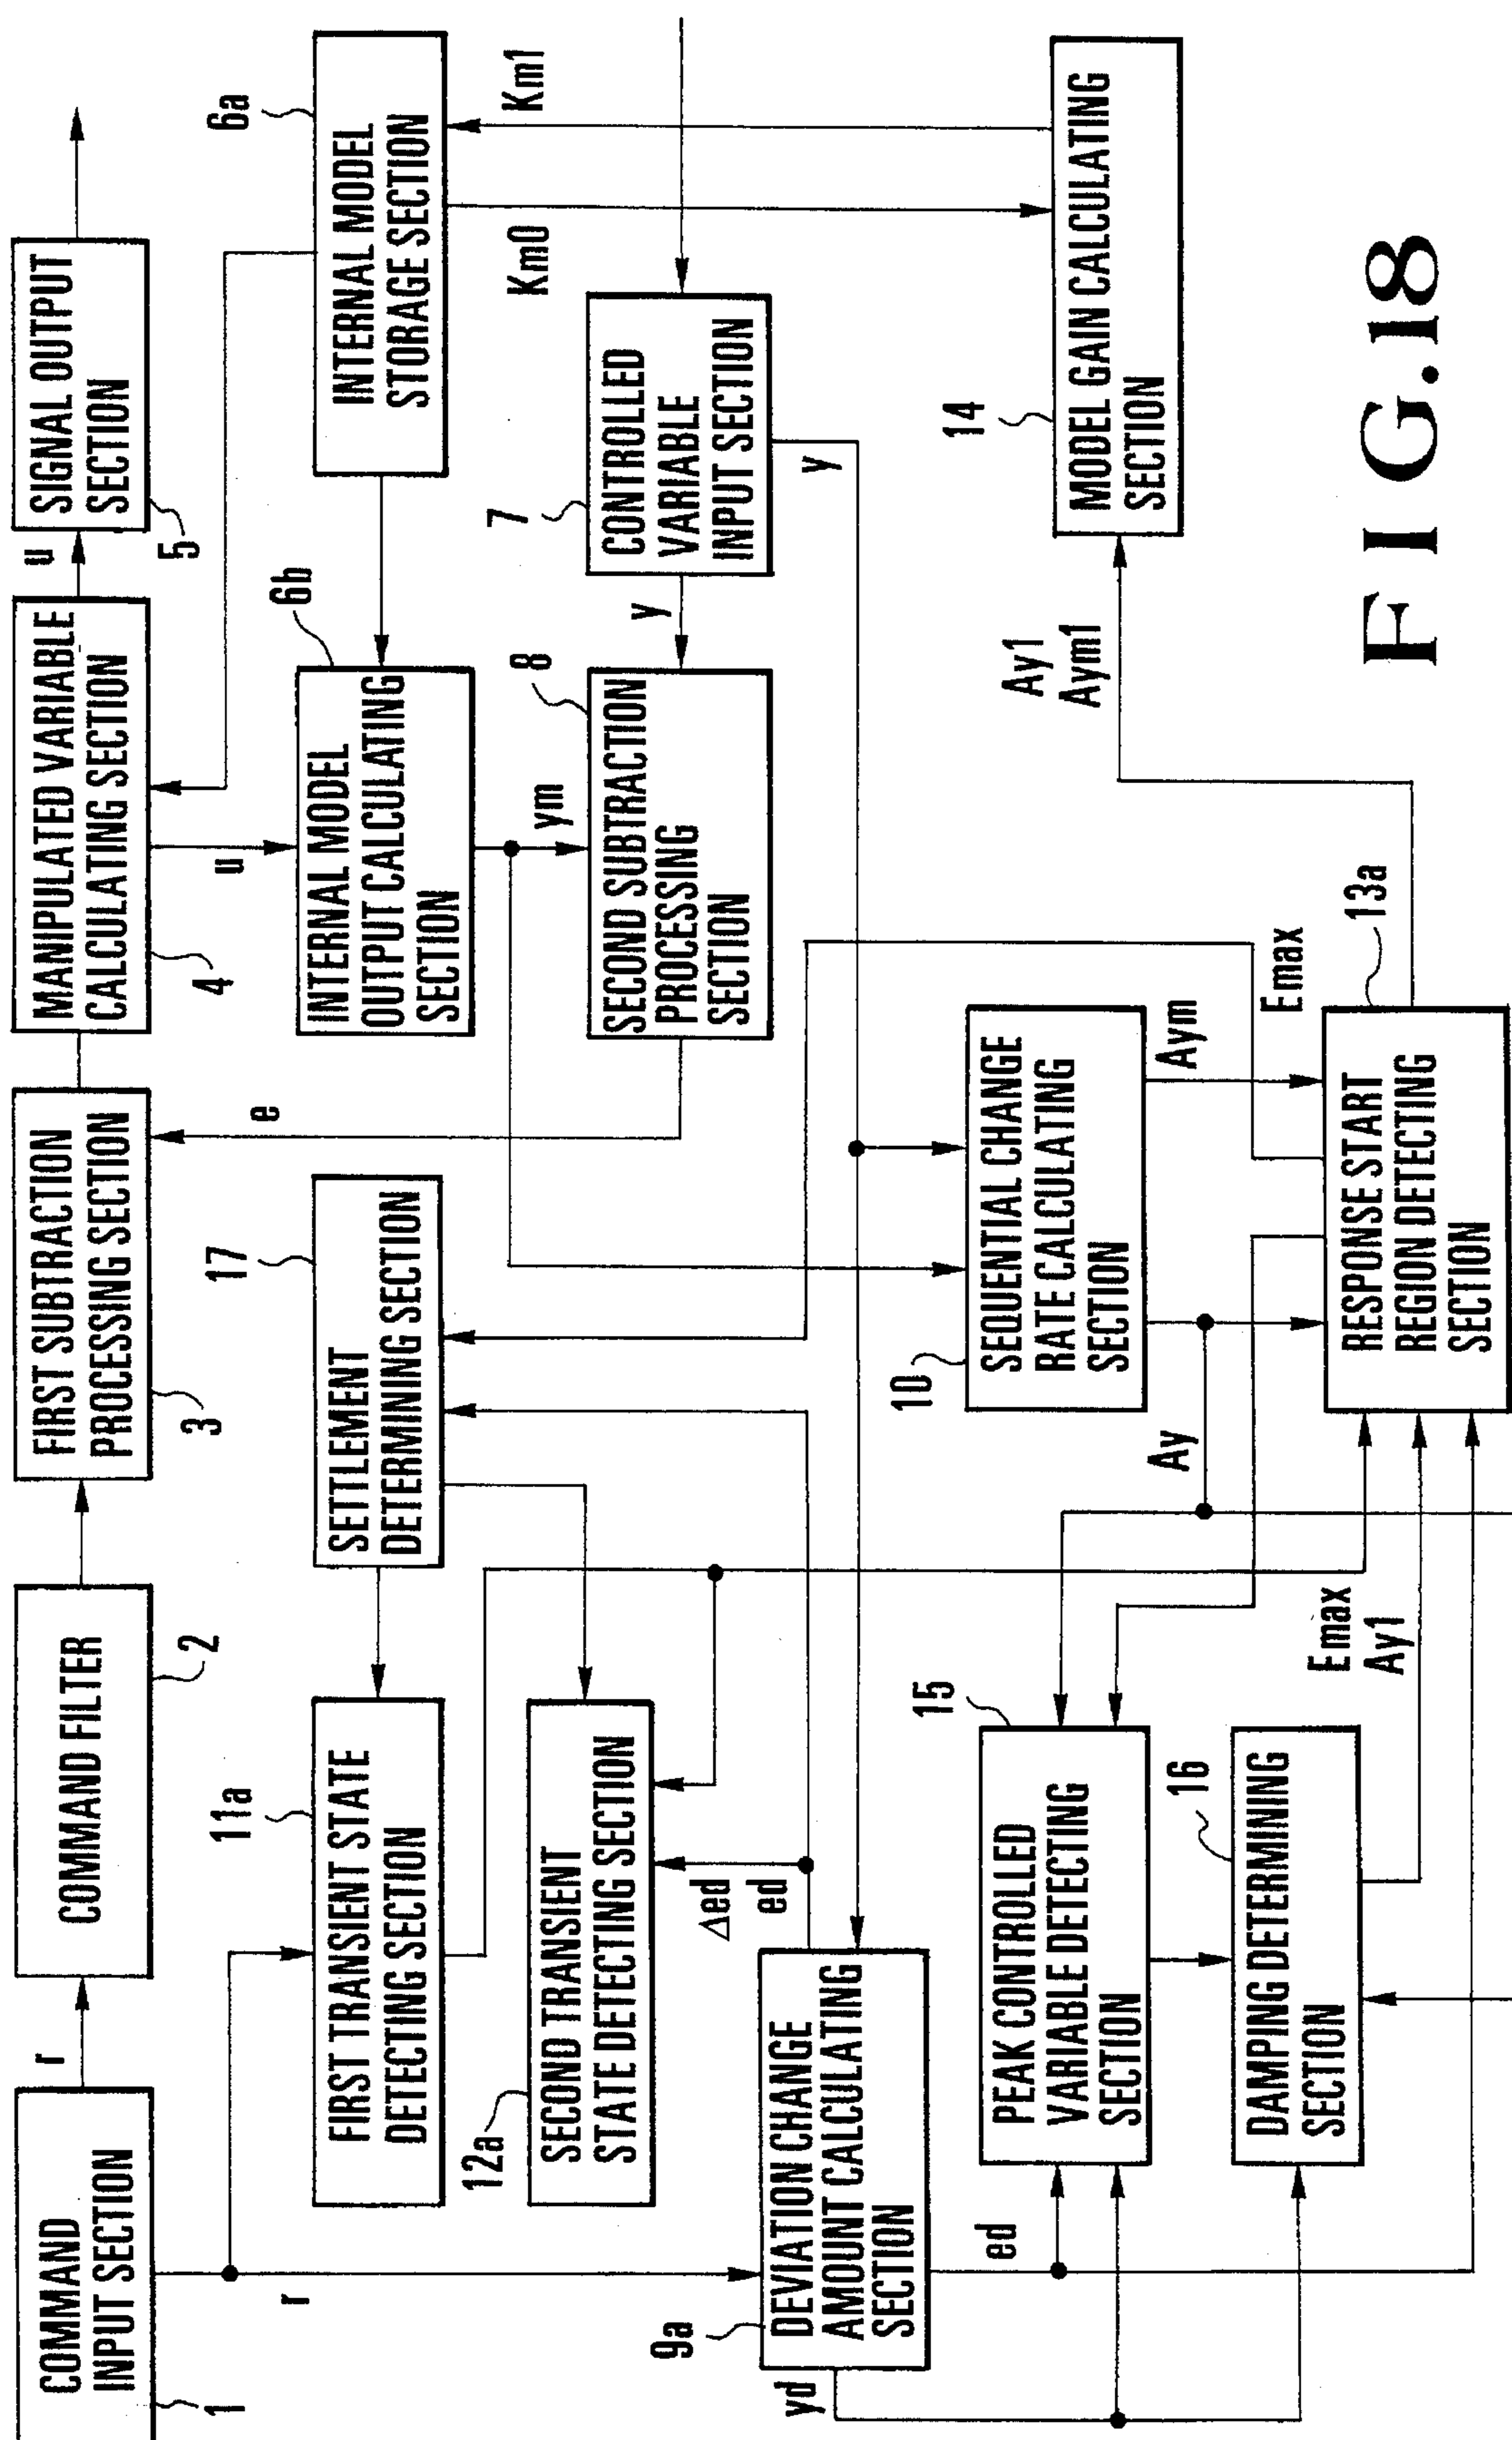 COMMAND
INPUT SECTION
1
r
COMMAND FILTER
2
FIRST SUBTRACTION
PROCESSING SECTION
3
MANIPULATED VARIABLE
CALCULATING SECTION
4
u
SIGNAL OUTPUT
SECTION
5
r
11a
FIRST TRANSIENT STATE
DETECTING SECTION
17
SETTLEMENT
DETERMINING SECTION
e
u
6b
INTERNAL MODEL
OUTPUT CALCULATING
SECTION
6a
INTERNAL MODEL
STORAGE SECTION
12a
SECOND TRANSIENT
STATE DETECTING SECTION
Δed
ed
ym
8
SECOND SUBTRACTION
PROCESSING
SECTION
y
7
CONTROLLED
VARIABLE
INPUT SECTION
y
Km0
Km1
9a
DEVIATION CHANGE
AMOUNT CALCULATING
SECTION
yd
ed
15
PEAK CONTROLLED
VARIABLE DETECTING
SECTION
16
DAMPING DETERMINING
SECTION
Emax
Ay1
Ay
10
SEQUENTIAL CHANGE
RATE CALCULATING
SECTION
Aym
Emax
13a
RESPONSE START
REGION DETECTING
SECTION
Ay1
Aym1
14
MODEL GAIN CALCULATING
SECTION
FIG.18